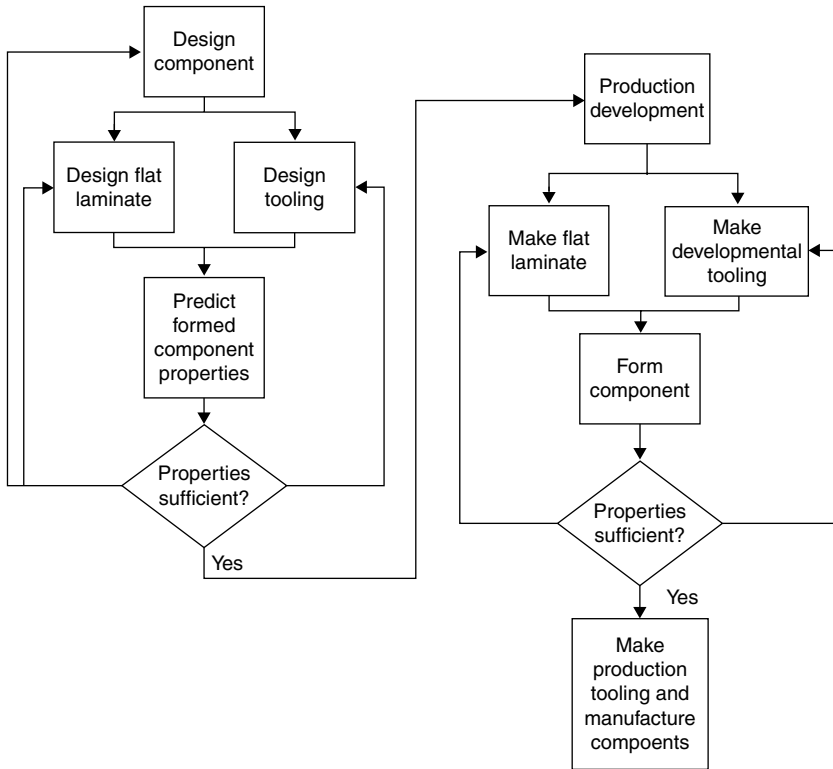 Design
component
Design flat
laminate
Design
tooling
Predict
formed
component
properties
Properties
sufficient?
Yes
Production
development
Make flat
laminate
Make
developmental
tooling
Form
component
Properties
sufficient?
Yes
Make
production
tooling and
manufacture
compoents